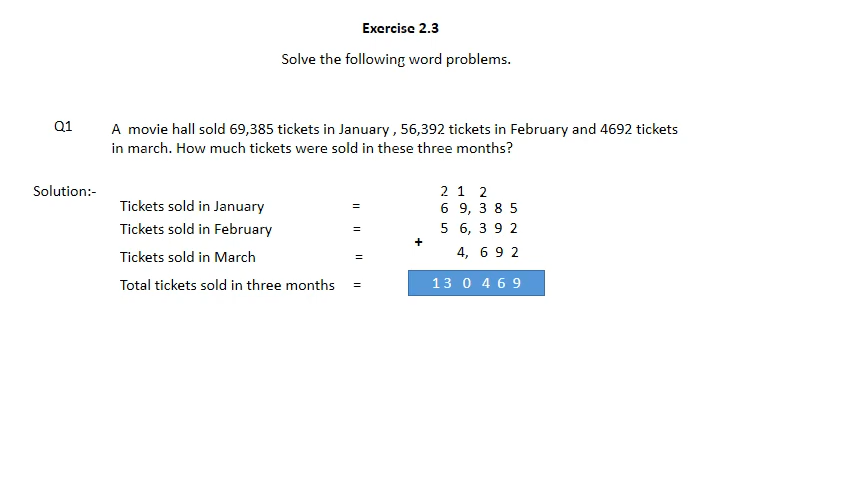 Exercise 2.3
Solve the following word problems.
Q1 A movie hall sold 69,385 tickets in January , 56,392 tickets in February and 4692 tickets
in march. How much tickets were sold in these three months?
Solution:-
2 1 2
Tickets sold in January = 6 9, 3 8 5
Tickets sold in February = 5 6, 3 9 2
+
Tickets sold in March = 4, 6 9 2
Total tickets sold in three months = 13 0 4 6 9